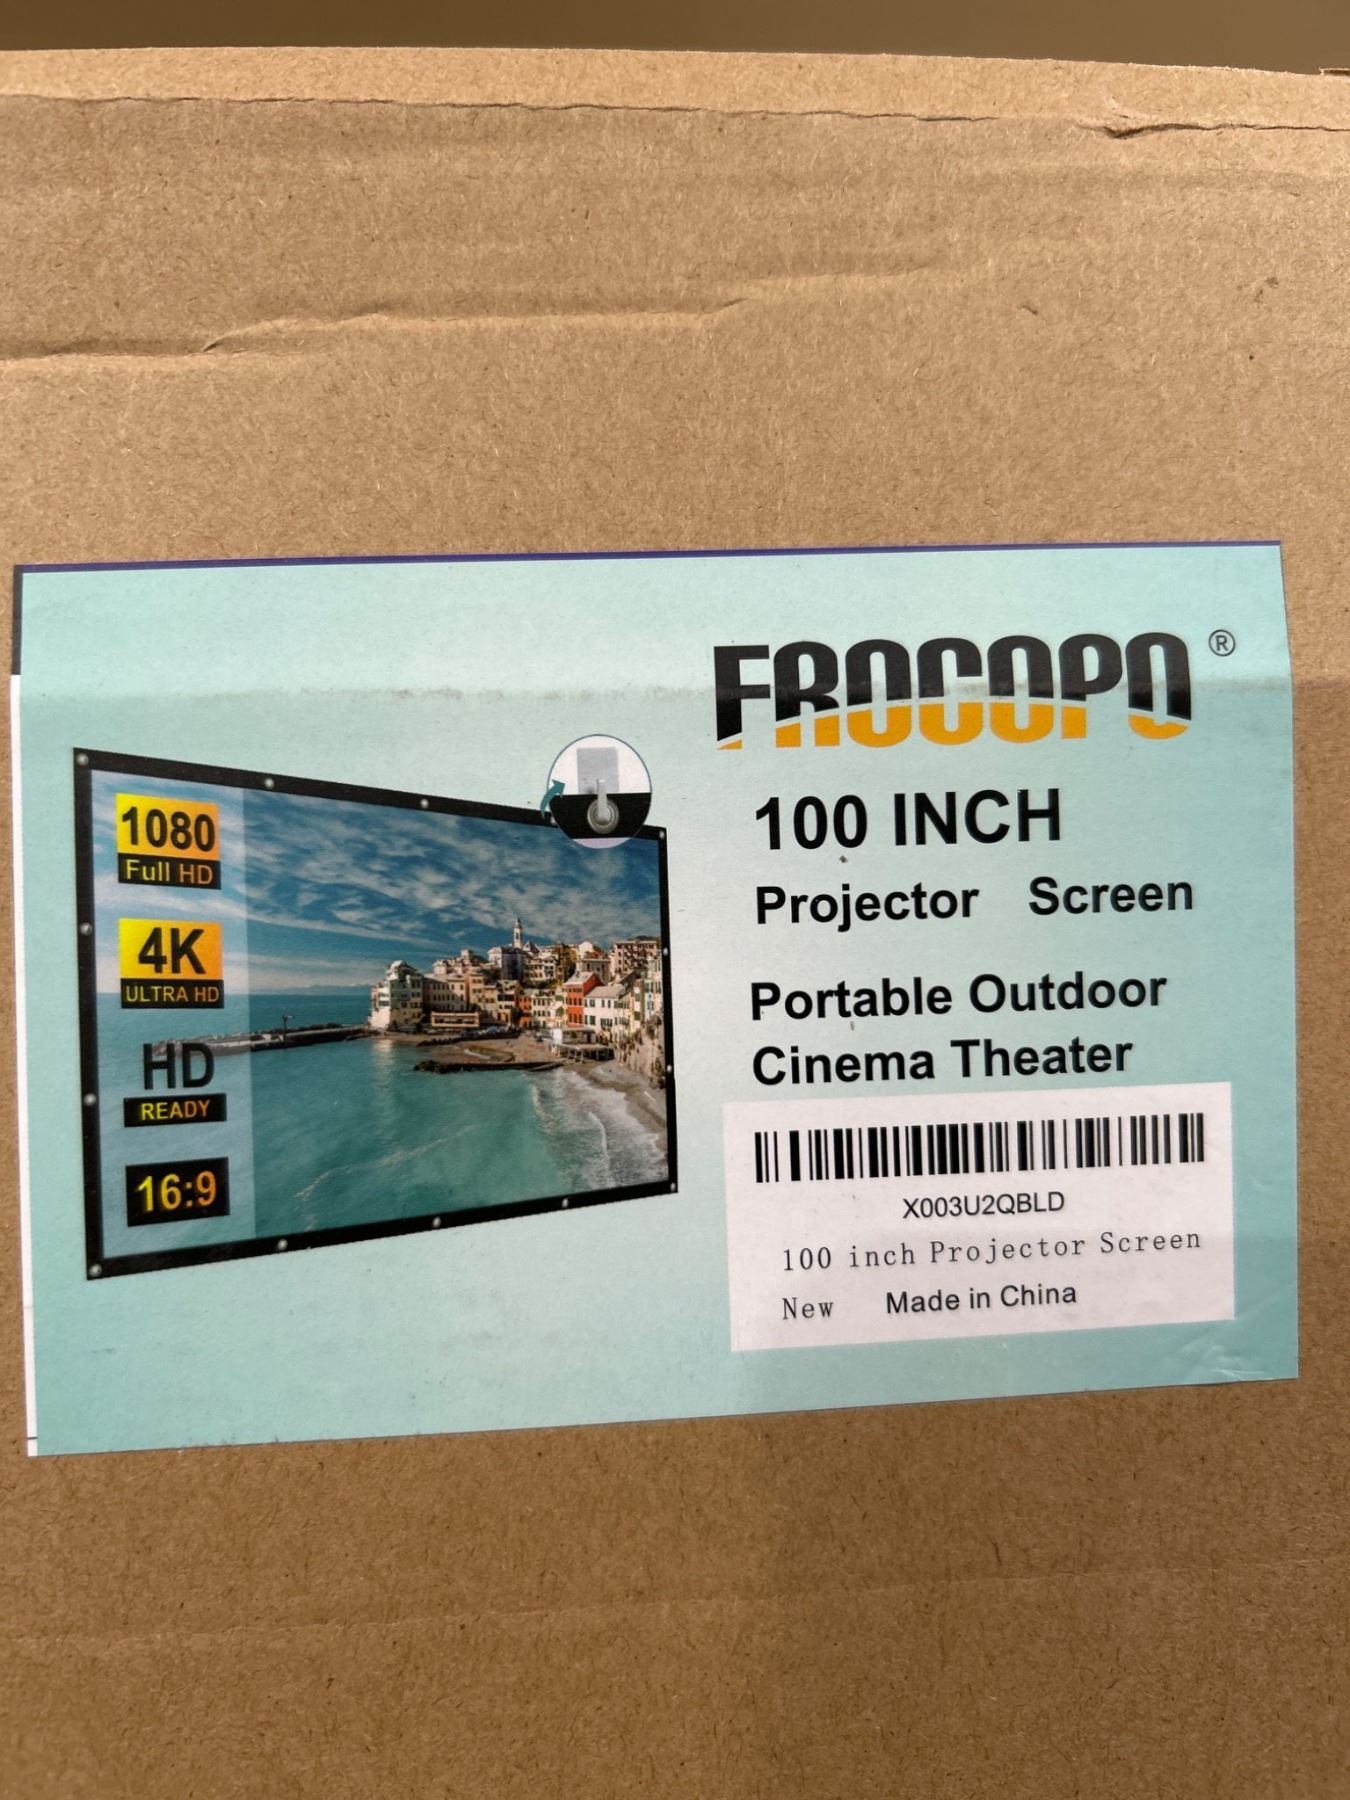 FROCOPO®
100 INCH
Projector Screen
Portable Outdoor
Cinema Theater
1080
Full HD
4K
ULTRA HD
HD
READY
16:9
X003U2QBLD
100 inch Projector Screen
New Made in China